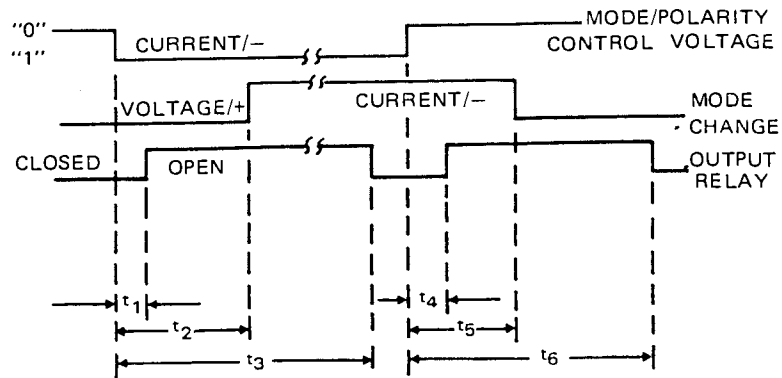 "0"
"1"
CURRENT/−
MODE/POLARITY
CONTROL VOLTAGE
VOLTAGE/+
CURRENT/−
MODE
CHANGE
CLOSED
OPEN
OUTPUT
RELAY
t1
t4
t2
t5
t3
t6